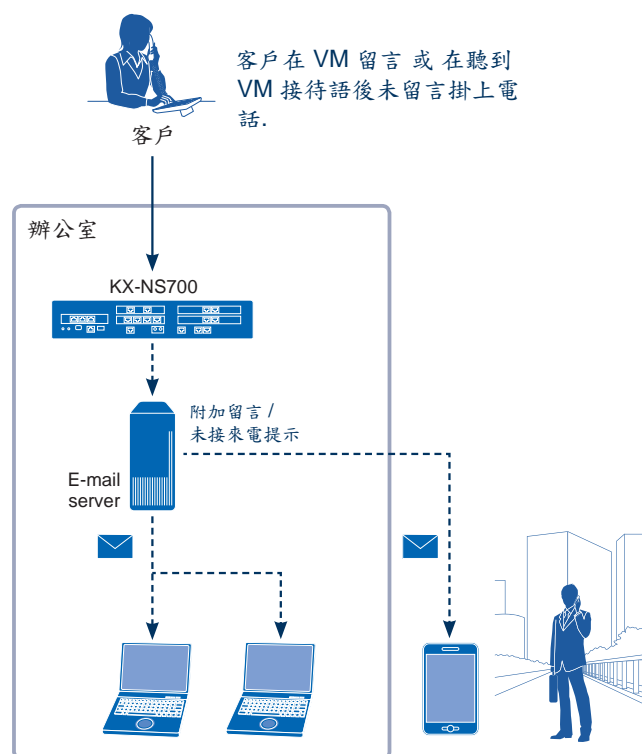 客戶在 VM 留言 或 在聽到
VM 接待語後未留言掛上電
話.
客戶
辦公室
KX-NS700
附加留言 /
未接來電提示
E-mail
server